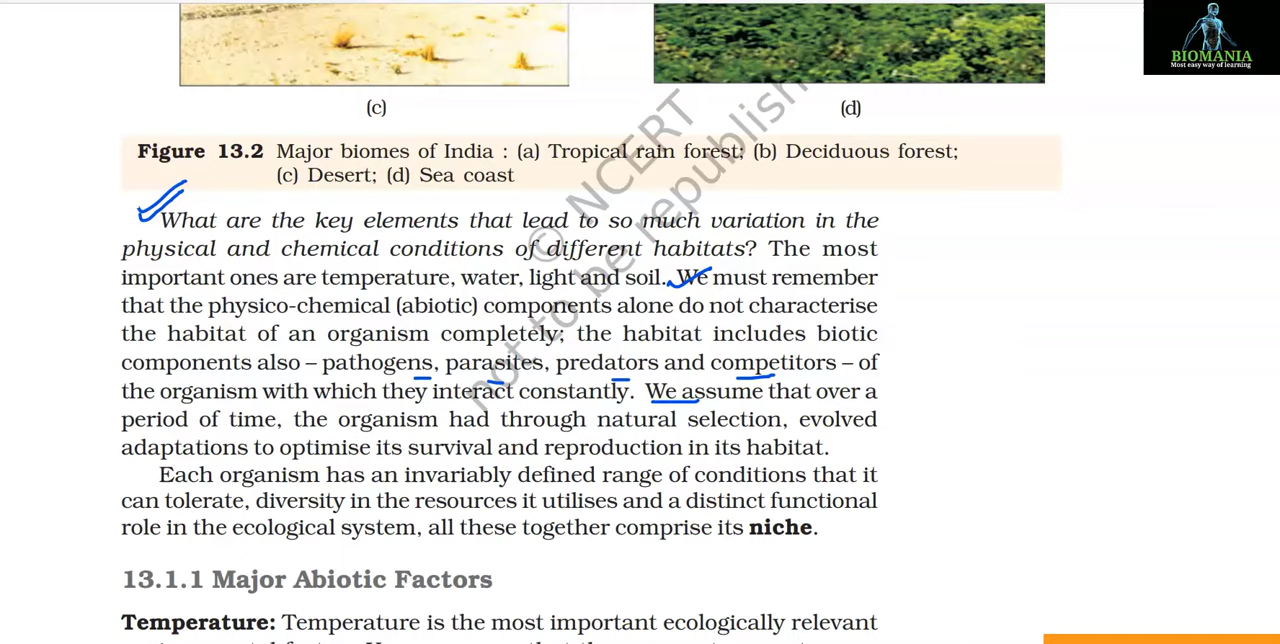 BIOMANIA
Most easy way of learning
(c)
(d)
Figure 13.2 Major biomes of India : (a) Tropical rain forest; (b) Deciduous forest;
(c) Desert; (d) Sea coast
© NCERT
not to be republish
What are the key elements that lead to so much variation in the
physical and chemical conditions of different habitats? The most
important ones are temperature, water, light and soil. We must remember
that the physico-chemical (abiotic) components alone do not characterise
the habitat of an organism completely; the habitat includes biotic
components also – pathogens, parasites, predators and competitors – of
the organism with which they interact constantly. We assume that over a
period of time, the organism had through natural selection, evolved
adaptations to optimise its survival and reproduction in its habitat.
Each organism has an invariably defined range of conditions that it
can tolerate, diversity in the resources it utilises and a distinct functional
role in the ecological system, all these together comprise its niche.
13.1.1 Major Abiotic Factors
Temperature: Temperature is the most important ecologically relevant